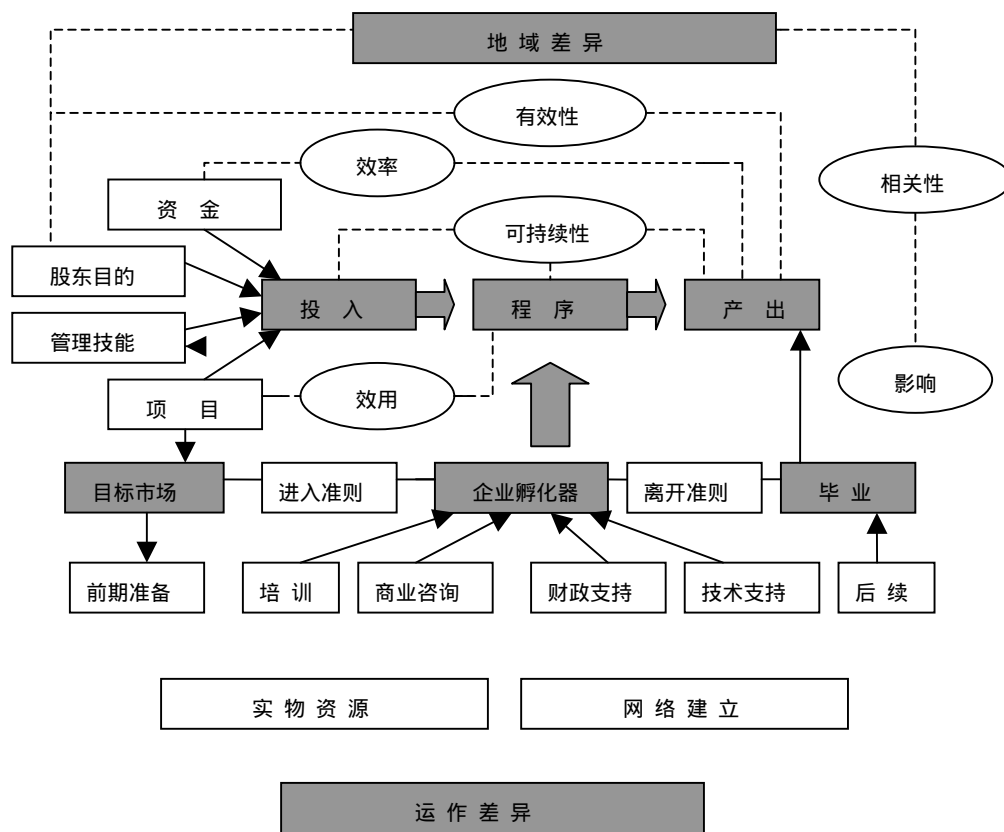 地 域 差 异
有效性
效率
相关性
资 金
可持续性
股东目的
投 入
程 序
产 出
管理技能
影响
项 目
效用
目标市场
进入准则
企业孵化器
离开准则
毕 业
前期准备
培 训
商业咨询
财政支持
技术支持
后 续
实 物 资 源
网 络 建 立
运 作 差 异